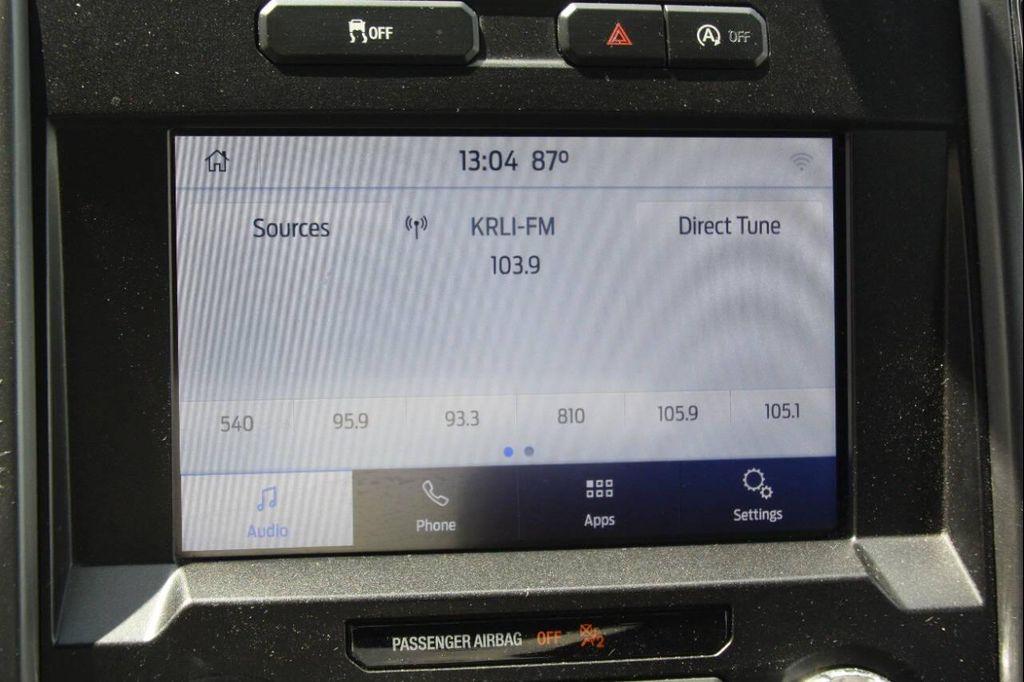 OFF
A OFF
13:04 87°
Sources
KRLI-FM
Direct Tune
103.9
540 95.9 93.3 810 105.9 105.1
Audio
Phone
Apps
Settings
PASSENGER AIRBAG OFF 2